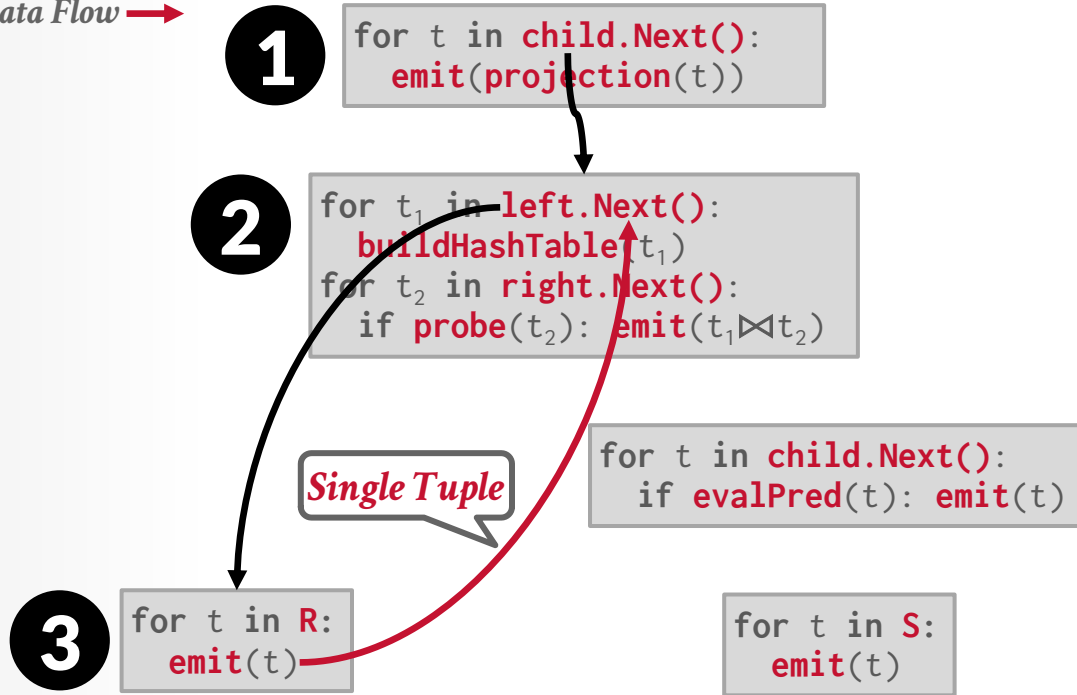 ata Flow
1
for t in child.Next():
emit(projection(t))
2
for t₁ in left.Next():
buildHashTable(t₁)
for t₂ in right.Next():
if probe(t₂): emit(t₁⋈t₂)
Single Tuple
for t in child.Next():
if evalPred(t): emit(t)
3
for t in R:
emit(t)
for t in S:
emit(t)